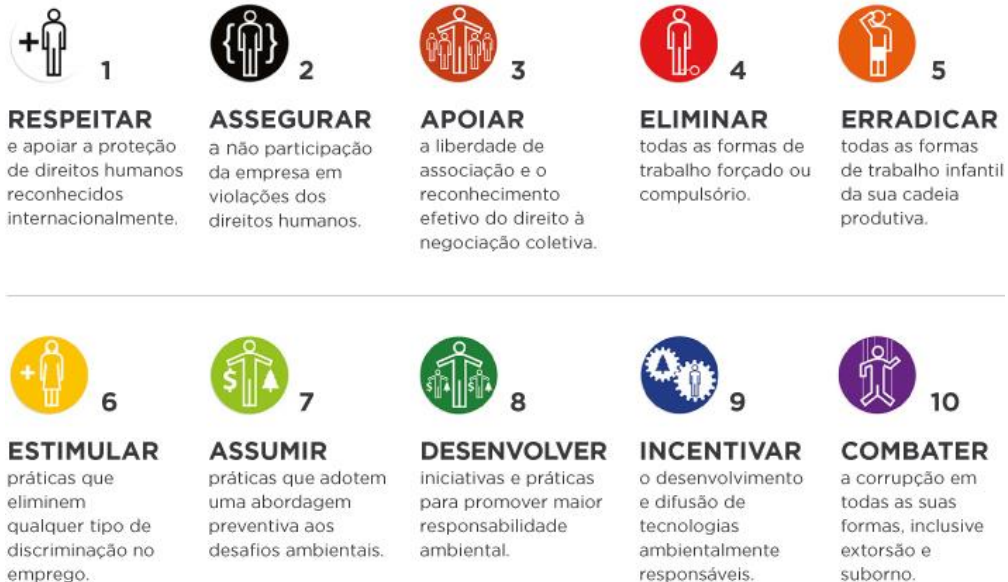 1
RESPEITAR
e apoiar a proteção
de direitos humanos
reconhecidos
internacionalmente.
2
ASSEGURAR
a não participação
da empresa em
violações dos
direitos humanos.
3
APOIAR
a liberdade de
associação e o
reconhecimento
efetivo do direito à
negociação coletiva.
4
ELIMINAR
todas as formas de
trabalho forçado ou
compulsório.
5
ERRADICAR
todas as formas
de trabalho infantil
da sua cadeia
produtiva.
6
ESTIMULAR
práticas que
eliminem
qualquer tipo de
discriminação no
emprego.
$
7
ASSUMIR
práticas que adotem
uma abordagem
preventiva aos
desafios ambientais.
$ $
8
DESENVOLVER
iniciativas e práticas
para promover maior
responsabilidade
ambiental.
9
INCENTIVAR
o desenvolvimento
e difusão de
tecnologias
ambientalmente
responsáveis.
10
COMBATER
a corrupção em
todas as suas
formas, inclusive
extorsão e
suborno.